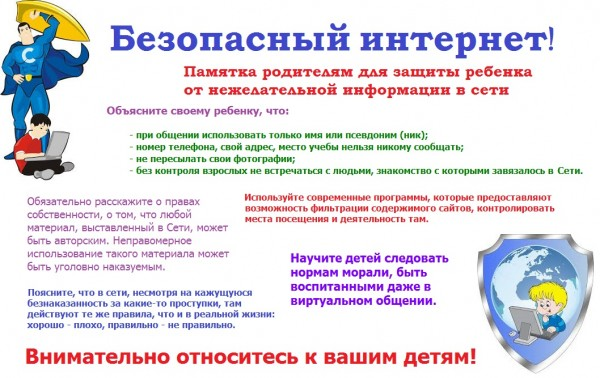 Безопасный интернет!
Памятка родителям для защиты ребенка
от нежелательной информации в сети
Объясните своему ребенку, что:
- при общении использовать только имя или псевдоним (ник);
- номер телефона, свой адрес, место учебы нельзя никому сообщать;
- не пересылать свои фотографии;
- без контроля взрослых не встречаться с людьми, знакомство с которыми завязалось в Сети.
Обязательно расскажите о правах
собственности, о том, что любой
материал, выставленный в Сети, может
быть авторским. Неправомерное
использование такого материала может
быть уголовно наказуемым.
Используйте современные программы, которые предоставляют
возможность фильтрации содержимого сайтов, контролировать
места посещения и деятельность там.
Научите детей следовать
нормам морали, быть
воспитанными даже в
виртуальном общении.
Поясните, что в сети, несмотря на кажущуюся
безнаказанность за какие-то проступки, там
действуют те же правила, что и в реальной жизни:
хорошо - плохо, правильно - не правильно.
Внимательно относитесь к вашим детям!
C